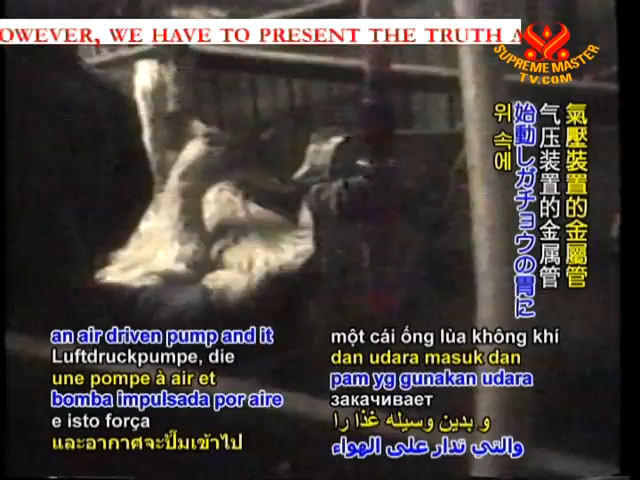 OWEVER, WE HAVE TO PRESENT THE TRUTH A
SUPREME MASTER
TV.COM
氣壓裝置的金屬管
气压装置的金属管
始動しガチョウの胃に
위 속에
an air driven pump and it
Luftdruckpumpe, die
une pompe à air et
bomba impulsada por aire
e isto força
และอากาศจะปั๊มเข้าไป
một cái ống lùa không khí
dan udara masuk dan
pam yg gunakan udara
закачивает
و بدین وسیله غذا را
والتي تدار على الهواء